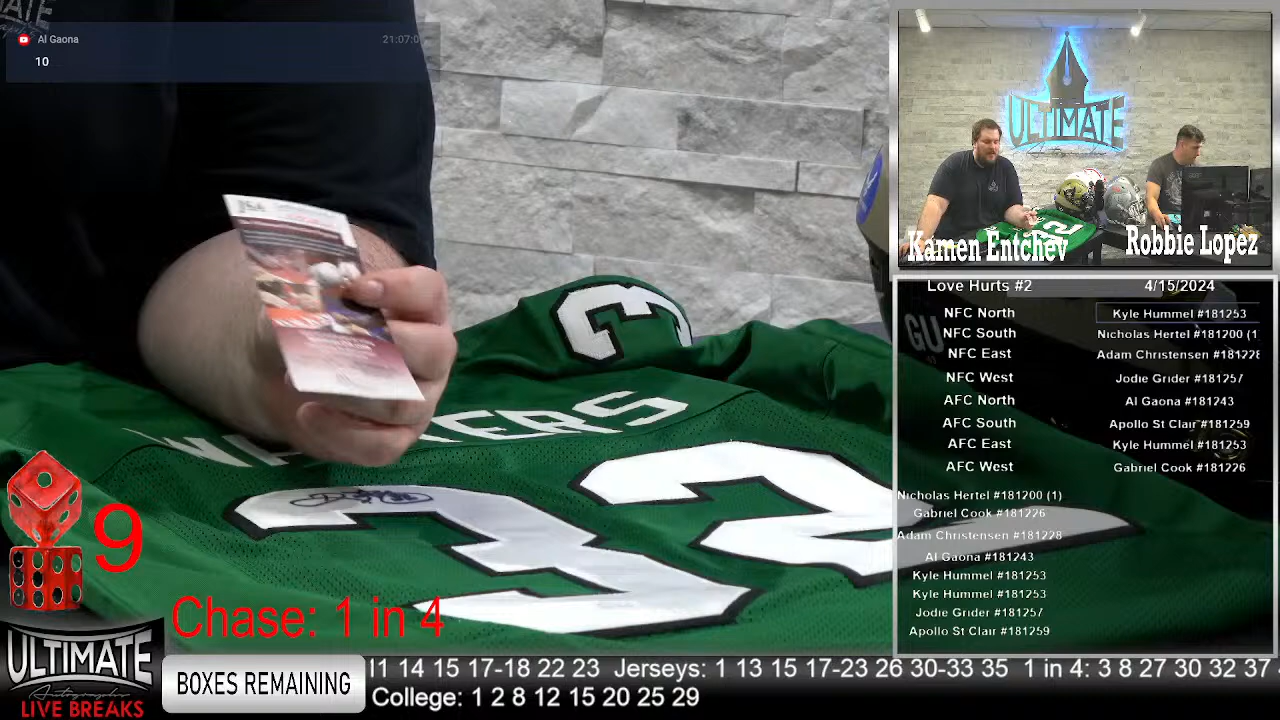 Al Gaona
21:07:0
10
JSA
WA ERS
32
3
ULTIMATE
Kamen Entchev
Robbie Lopez
Love Hurts #2 4/15/2024
NFC North Kyle Hummel #181253
NFC South Nicholas Hertel #181200 (1
NFC East Adam Christensen #181228
NFC West Jodie Grider #181257
AFC North Al Gaona #181243
AFC South Apollo St Clair #181259
AFC East Kyle Hummel #181253
AFC West Gabriel Cook #181226
Nicholas Hertel #181200 (1)
Gabriel Cook #181226
Adam Christensen #181228
Al Gaona #181243
Kyle Hummel #181253
Kyle Hummel #181253
Jodie Grider #181257
Apollo St Clair #181259
9
Chase: 1 in 4
ULTIMATE
Autographs
LIVE BREAKS
BOXES REMAINING
11 14 15 17-18 22 23 Jerseys: 1 13 15 17-23 26 30-33 35 1 in 4: 3 8 27 30 32 37
College: 1 2 8 12 15 20 25 29